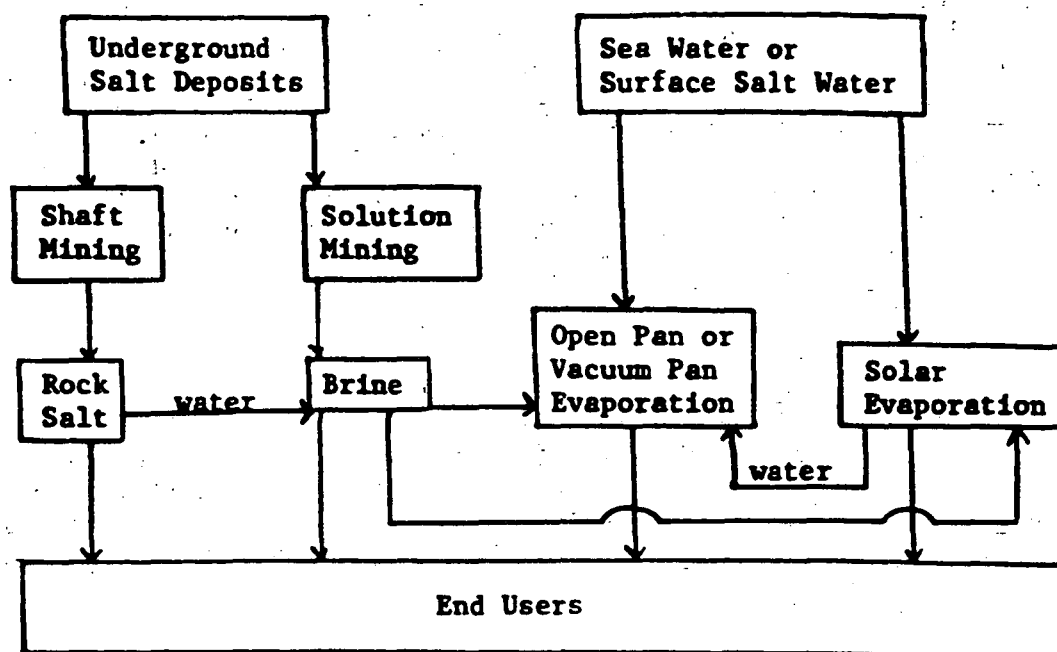 Underground
Salt Deposits
Sea Water or
Surface Salt Water
Shaft
Mining
Solution
Mining
Open Pan or
Vacuum Pan
Evaporation
Solar
Evaporation
Rock
Salt
water
Brine
water
End Users